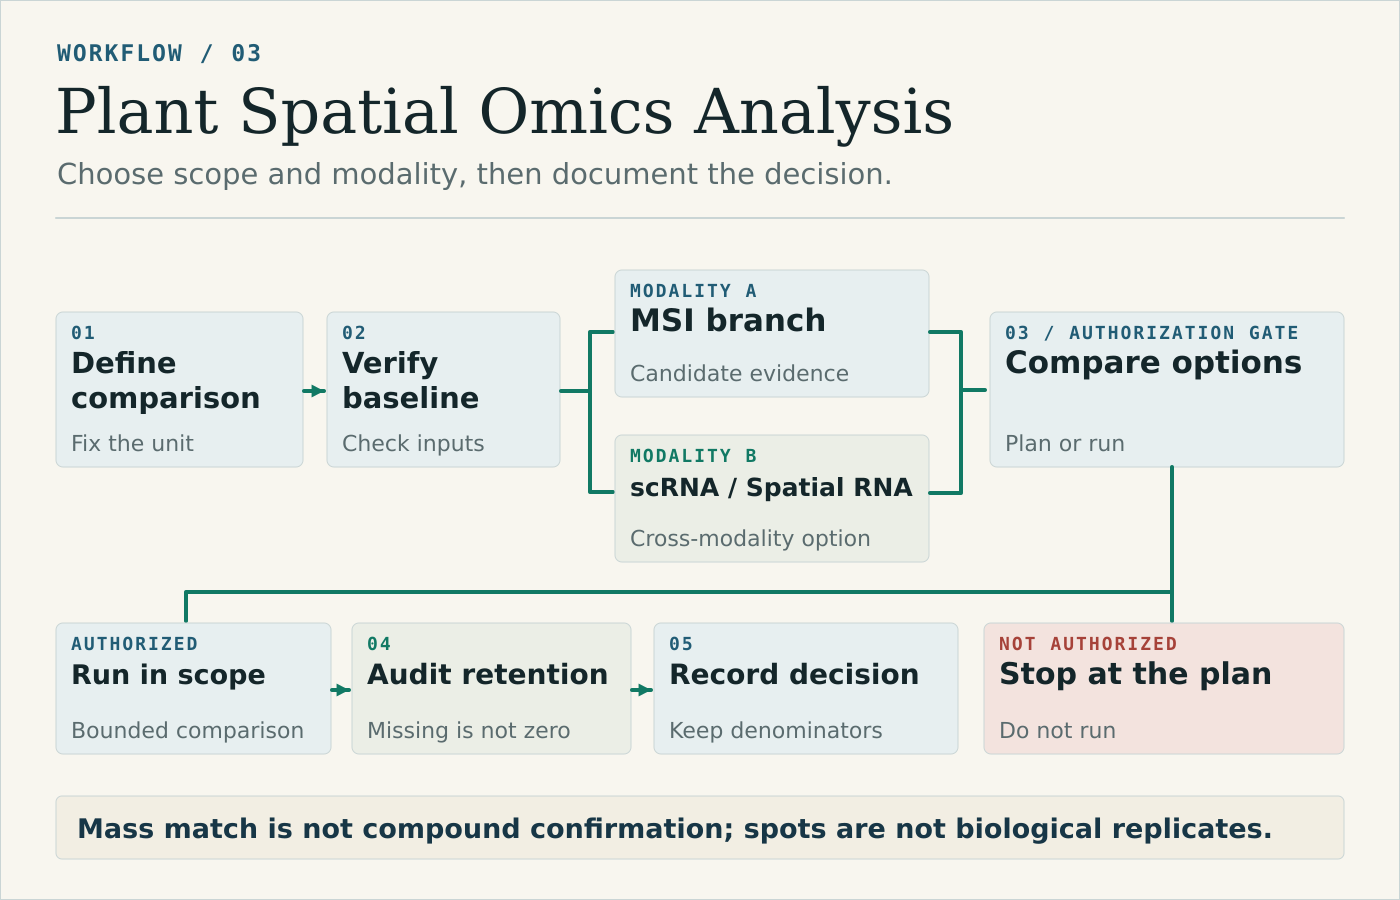 WORKFLOW / 03
Plant Spatial Omics Analysis
Choose scope and modality, then document the decision.
01
Define
comparison
Fix the unit
02
Verify
baseline
Check inputs
MODALITY A
MSI branch
Candidate evidence
MODALITY B
scRNA / Spatial RNA
Cross-modality option
03 / AUTHORIZATION GATE
Compare options
Plan or run
AUTHORIZED
Run in scope
Bounded comparison
04
Audit retention
Missing is not zero
05
Record decision
Keep denominators
NOT AUTHORIZED
Stop at the plan
Do not run
Mass match is not compound confirmation; spots are not biological replicates.